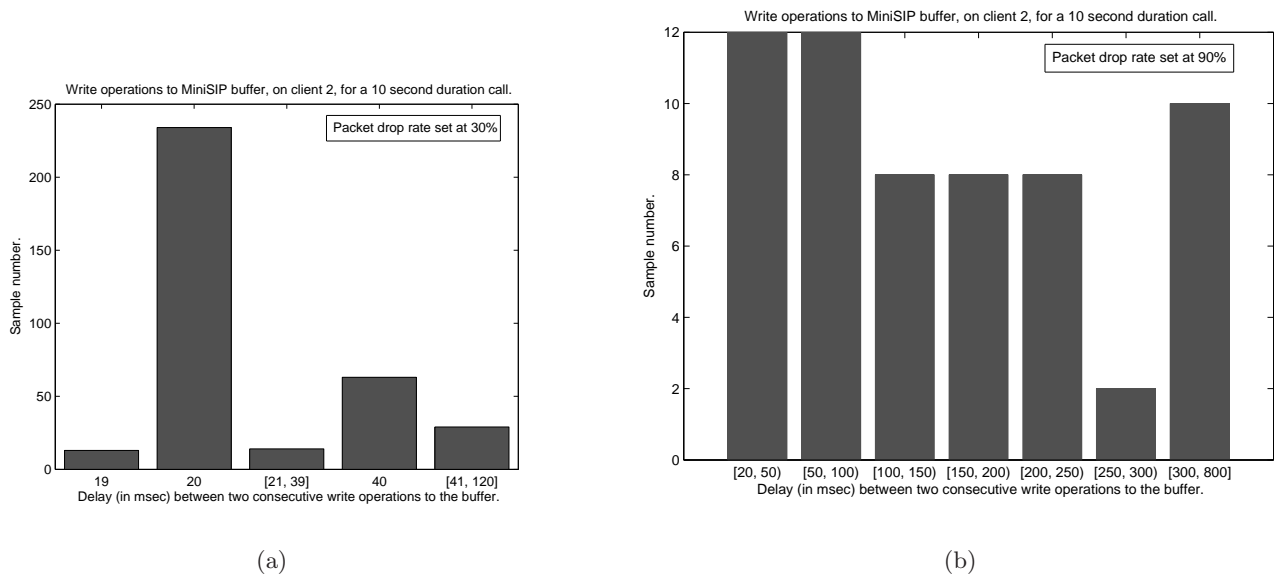 Write operations to MiniSIP buffer, on client 2, for a 10 second duration call.
Packet drop rate set at 30%
250
200
150
100
50
0
Sample number.
19 20 [21, 39] 40 [41, 120]
Delay (in msec) between two consecutive write operations to the buffer.
(a)
Write operations to MiniSIP buffer, on client 2, for a 10 second duration call.
Packet drop rate set at 90%
12
10
8
6
4
2
0
Sample number.
[20, 50) [50, 100) [100, 150) [150, 200) [200, 250) [250, 300) [300, 800]
Delay (in msec) between two consecutive write operations to the buffer.
(b)